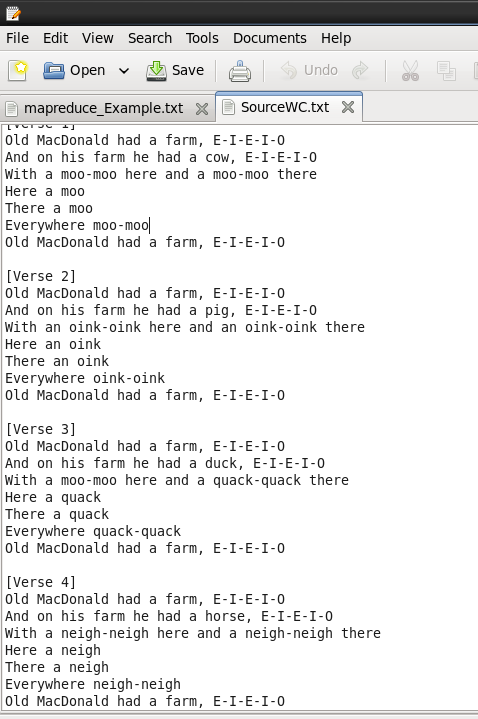 File Edit View Search Tools Documents Help
Open Save Undo
mapreduce_Example.txt SourceWC.txt
[Verse 1]
Old MacDonald had a farm, E-I-E-I-O
And on his farm he had a cow, E-I-E-I-O
With a moo-moo here and a moo-moo there
Here a moo
There a moo
Everywhere moo-moo
Old MacDonald had a farm, E-I-E-I-O
[Verse 2]
Old MacDonald had a farm, E-I-E-I-O
And on his farm he had a pig, E-I-E-I-O
With an oink-oink here and an oink-oink there
Here an oink
There an oink
Everywhere oink-oink
Old MacDonald had a farm, E-I-E-I-O
[Verse 3]
Old MacDonald had a farm, E-I-E-I-O
And on his farm he had a duck, E-I-E-I-O
With a moo-moo here and a quack-quack there
Here a quack
There a quack
Everywhere quack-quack
Old MacDonald had a farm, E-I-E-I-O
[Verse 4]
Old MacDonald had a farm, E-I-E-I-O
And on his farm he had a horse, E-I-E-I-O
With a neigh-neigh here and a neigh-neigh there
Here a neigh
There a neigh
Everywhere neigh-neigh
Old MacDonald had a farm, E-I-E-I-O